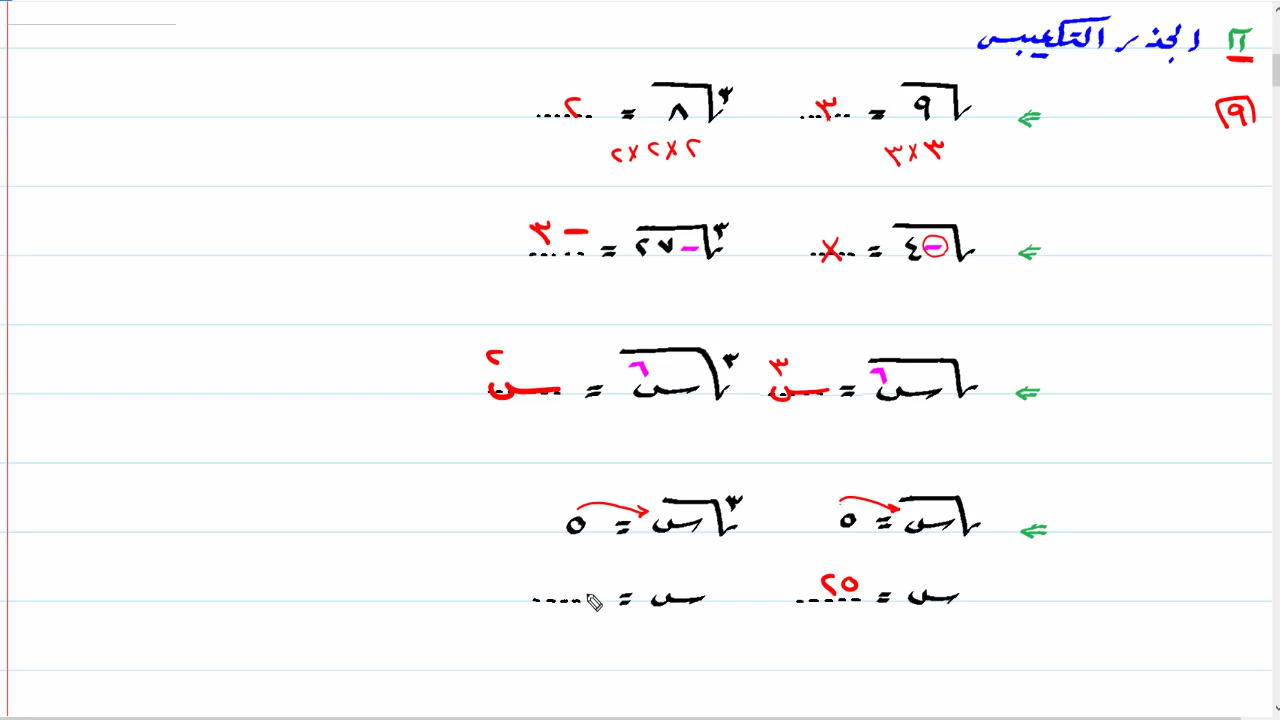 ٢ الجذر التكعيبى
√٩ = ٣ ∛٨ = ٢ ٩
٣×٣ ٢×٢×٢
√-٤ = × ∛-٢٧ = -٣
√س٦ = س٣ ∛س٦ = س٢
√س = ٥ ∛س = ٥
س = ٢٥ س = .....